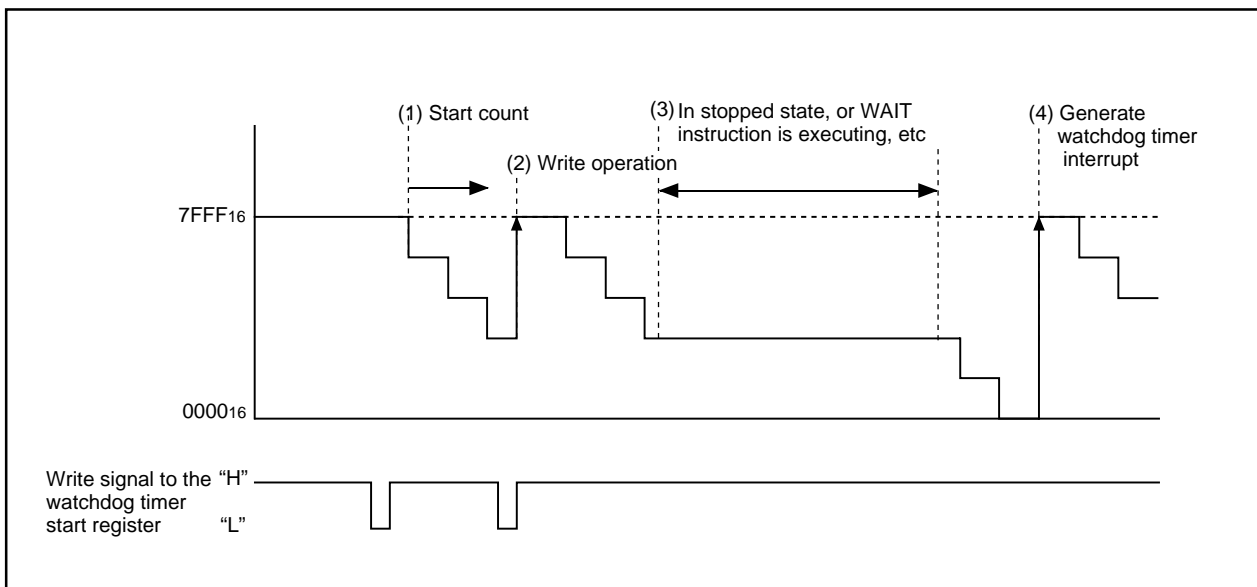 (1) Start count
(2) Write operation
(3) In stopped state, or WAIT
instruction is executing, etc
(4) Generate
watchdog timer
interrupt
7FFF16
000016
Write signal to the “H”
watchdog timer
start register “L”